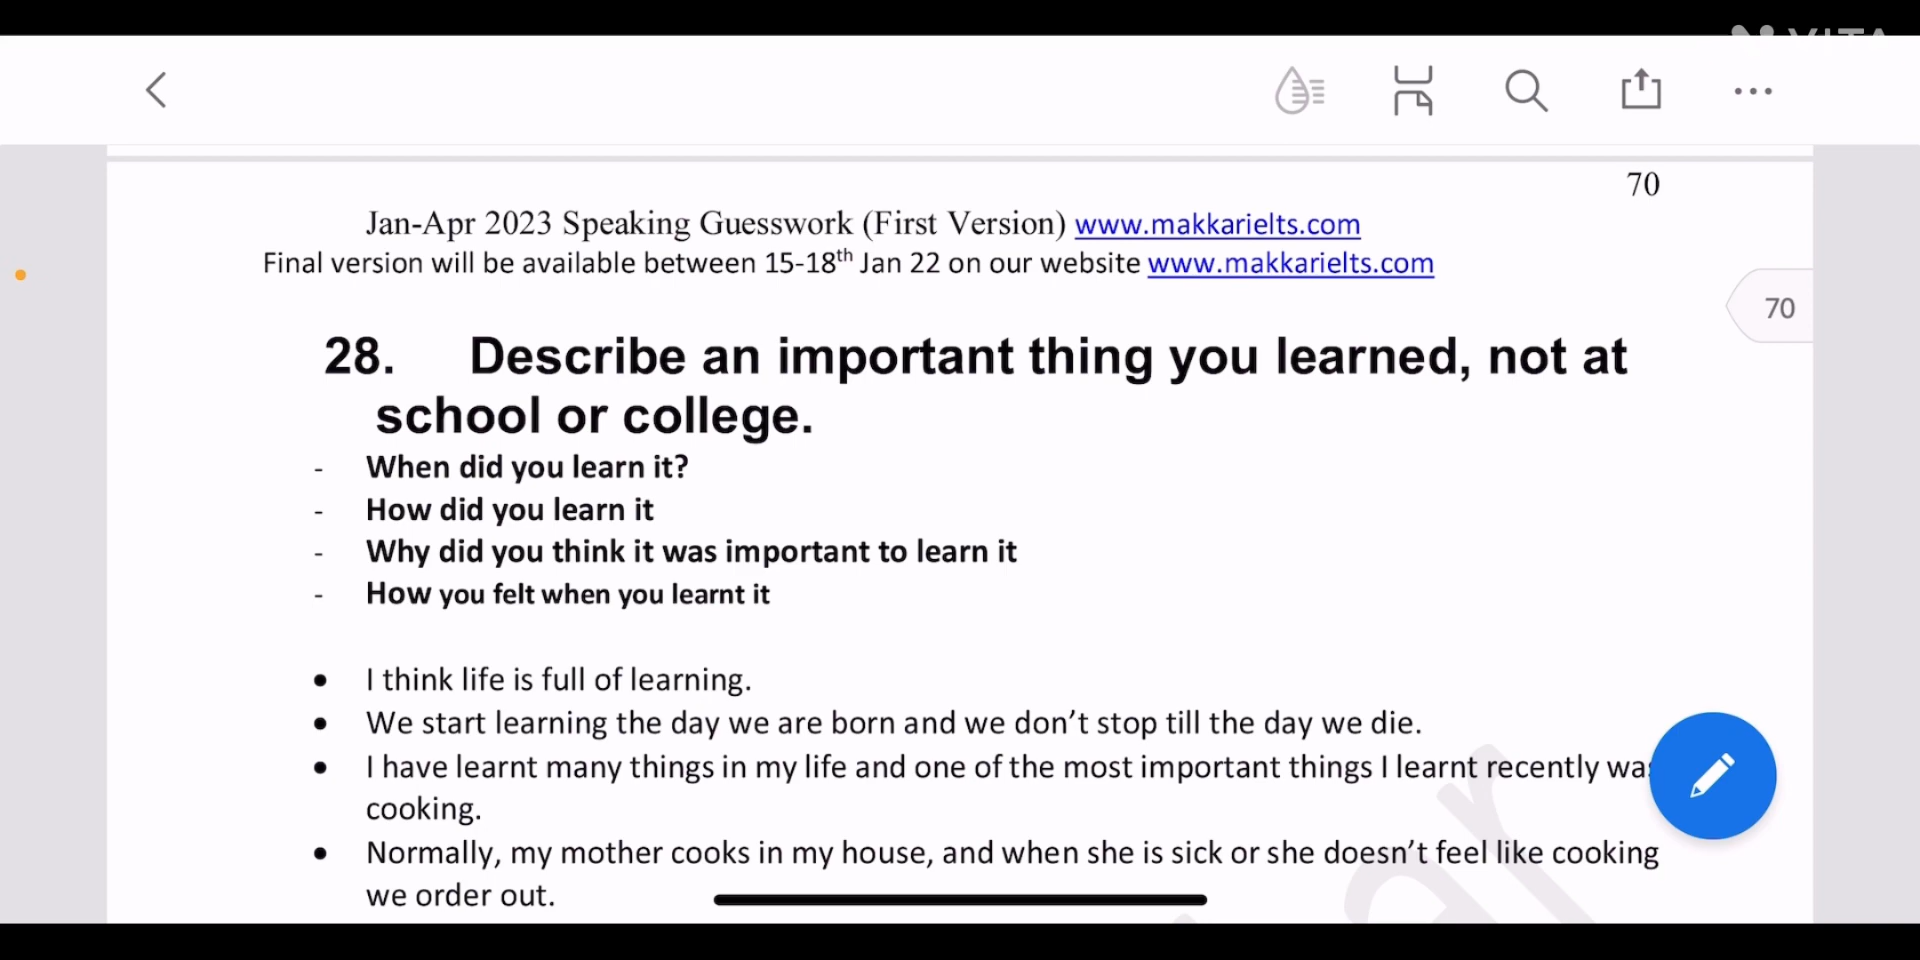 70
Jan-Apr 2023 Speaking Guesswork (First Version) www.makkarielts.com
Final version will be available between 15-18th Jan 22 on our website www.makkarielts.com
70
28. Describe an important thing you learned, not at
school or college.
- When did you learn it?
- How did you learn it
- Why did you think it was important to learn it
- How you felt when you learnt it
• I think life is full of learning.
• We start learning the day we are born and we don’t stop till the day we die.
• I have learnt many things in my life and one of the most important things I learnt recently
cooking.
• Normally, my mother cooks in my house, and when she is sick or she doesn’t feel like cooking
we order out.